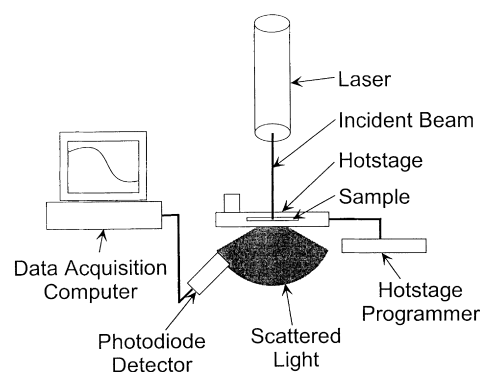 Laser
Incident Beam
Hotstage
Sample
Data Acquisition
Computer
Hotstage
Programmer
Photodiode
Detector
Scattered
Light